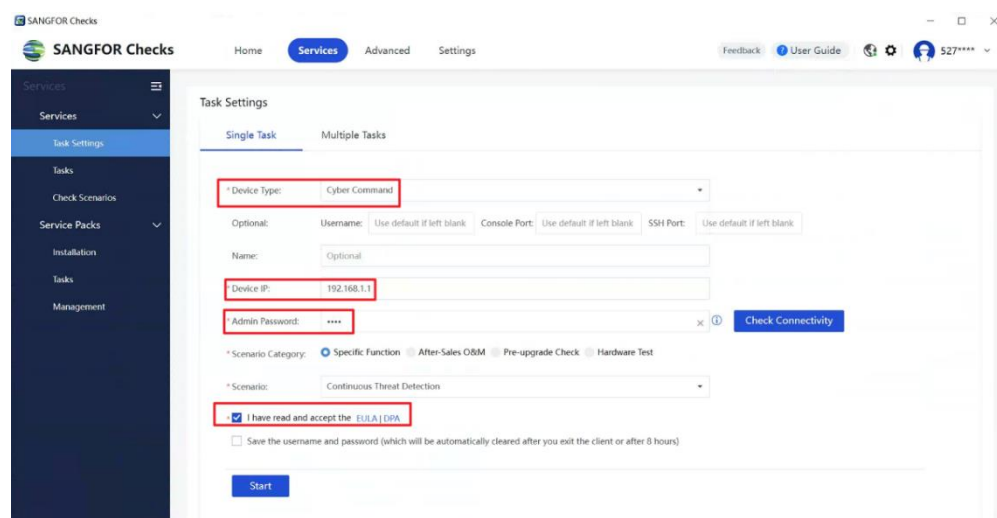 SANGFOR Checks
SANGFOR Checks Home Services Advanced Settings Feedback User Guide 527****
Services
Services
Task Settings
Tasks
Check Scenarios
Service Packs
Installation
Tasks
Management
Task Settings
Single Task Multiple Tasks
* Device Type: Cyber Command
Optional: Username: Use default if left blank Console Port: Use default if left blank SSH Port: Use default if left blank
Name: Optional
* Device IP: 192.168.1.1
* Admin Password: •••• Check Connectivity
* Scenario Category: Specific Function After-Sales O&M Pre-upgrade Check Hardware Test
* Scenario: Continuous Threat Detection
* I have read and accept the EULA | DPA
Save the username and password (which will be automatically cleared after you exit the client or after 8 hours)
Start